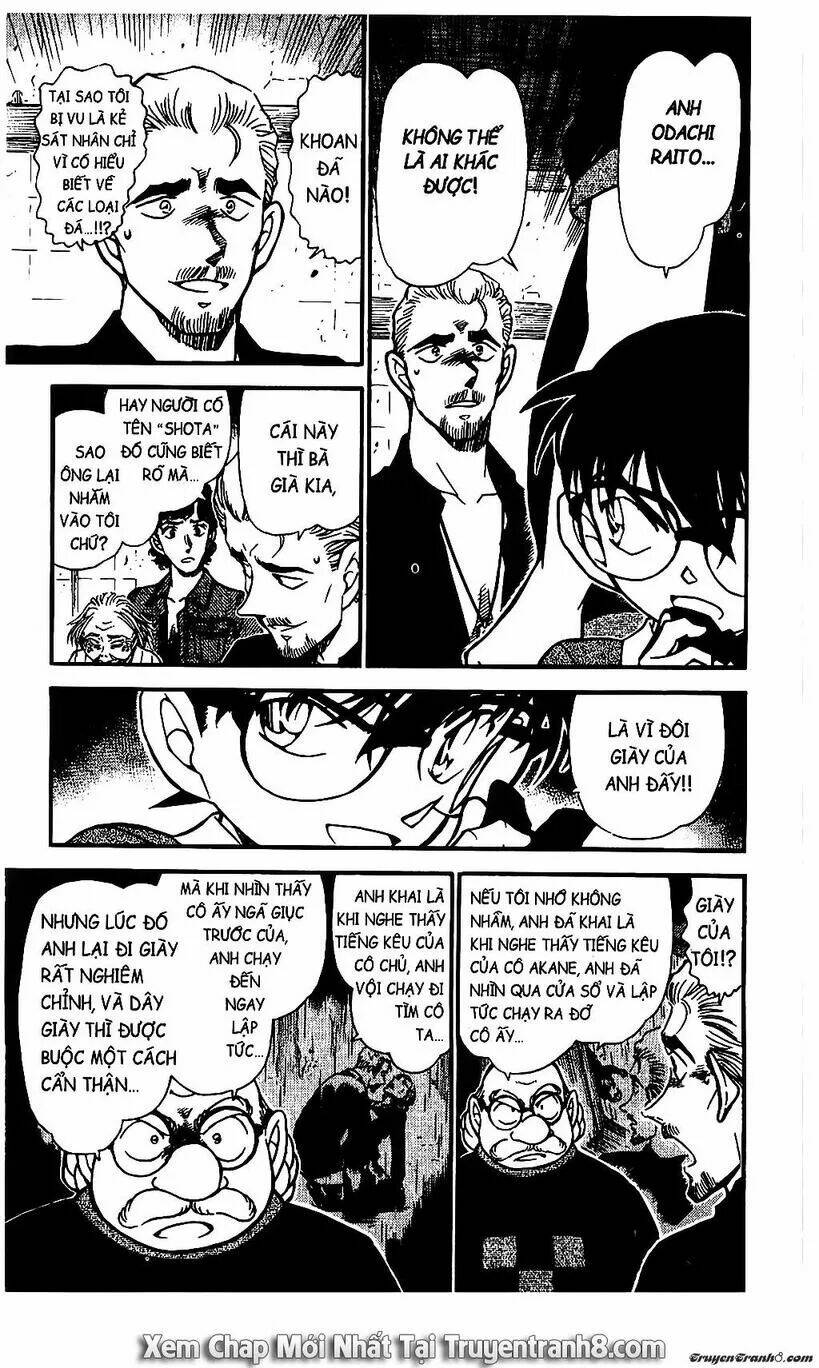 ANH
ODACHI
RAITO...
KHÔNG THỂ
LÀ AI KHÁC
ĐƯỢC!
KHOAN
ĐÃ
NÀO!
TẠI SAO TÔI
BỊ VU LÀ KẺ
SÁT NHÂN CHỈ
VÌ CÓ HIỂU
BIẾT VỀ
CÁC LOẠI
ĐÁ...!!?
CÁI NÀY
THÌ BÀ
GIÀ KIA,
HAY NGƯỜI CÓ
TÊN "SHOTA"
ĐÓ CŨNG BIẾT
RÕ MÀ...
SAO
ÔNG LẠI
NHẮM
VÀO TÔI
CHỨ?
LÀ VÌ ĐÔI
GIÀY CỦA
ANH ĐẤY!!
GIÀY
CỦA
TÔI!?
NẾU TÔI NHỚ KHÔNG
NHẦM, ANH ĐÃ KHAI LÀ
KHI NGHE THẤY TIẾNG KÊU
CỦA CÔ AKANE, ANH ĐÃ
NHÌN QUA CỬA SỔ VÀ LẬP
TỨC CHẠY RA ĐỠ
CÔ ẤY...
ANH KHAI LÀ
KHI NGHE THẤY
TIẾNG KÊU CỦA
CÔ CHỦ, ANH
VỘI CHẠY ĐI
TÌM CÔ
TA...
MÀ KHI NHÌN THẤY
CÔ ẤY NGÃ GỤC
TRƯỚC CỬA,
ANH CHẠY
ĐẾN
NGAY
LẬP
TỨC...
NHƯNG LÚC ĐÓ
ANH LẠI ĐI GIÀY
RẤT NGHIÊM
CHỈNH, VÀ DÂY
GIÀY THÌ ĐƯỢC
BUỘC MỘT CÁCH
CẨN THẬN...
Xem Chap Mới Nhất Tại Truyentranh8.com
TruyenTranh8.com